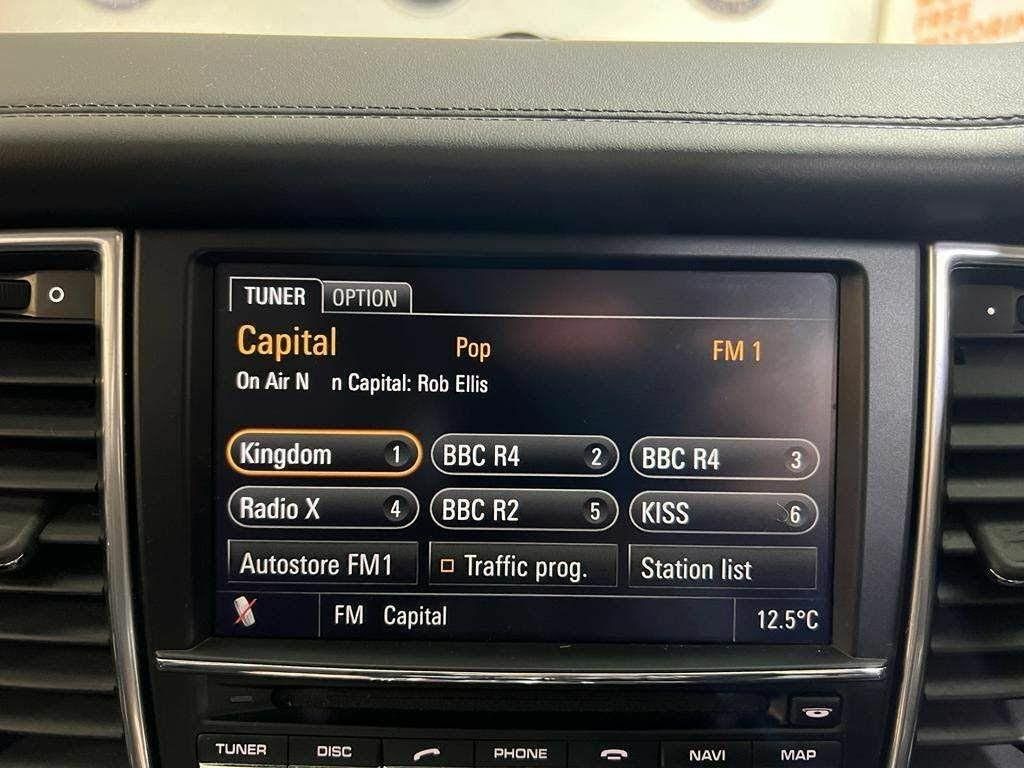 FREE
TUNER OPTION
Capital Pop FM 1
On Air N n Capital: Rob Ellis
Kingdom 1 BBC R4 2 BBC R4 3
Radio X 4 BBC R2 5 KISS 6
Autostore FM1 Traffic prog. Station list
FM Capital 12.5°C
TUNER DISC PHONE NAVI MAP